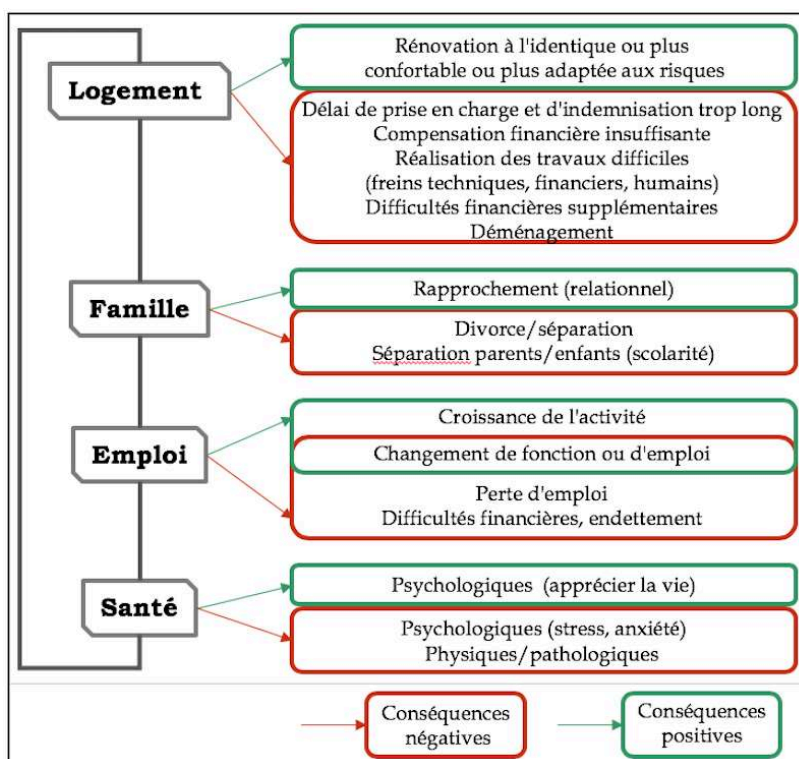 Logement
Rénovation à l'identique ou plus
confortable ou plus adaptée aux risques
Délai de prise en charge et d'indemnisation trop long
Compensation financière insuffisante
Réalisation des travaux difficiles
(freins techniques, financiers, humains)
Difficultés financières supplémentaires
Déménagement
Famille
Rapprochement (relationnel)
Divorce/séparation
Séparation parents/enfants (scolarité)
Emploi
Croissance de l'activité
Changement de fonction ou d'emploi
Perte d'emploi
Difficultés financières, endettement
Santé
Psychologiques (apprécier la vie)
Psychologiques (stress, anxiété)
Physiques/pathologiques
Conséquences
négatives
Conséquences
positives